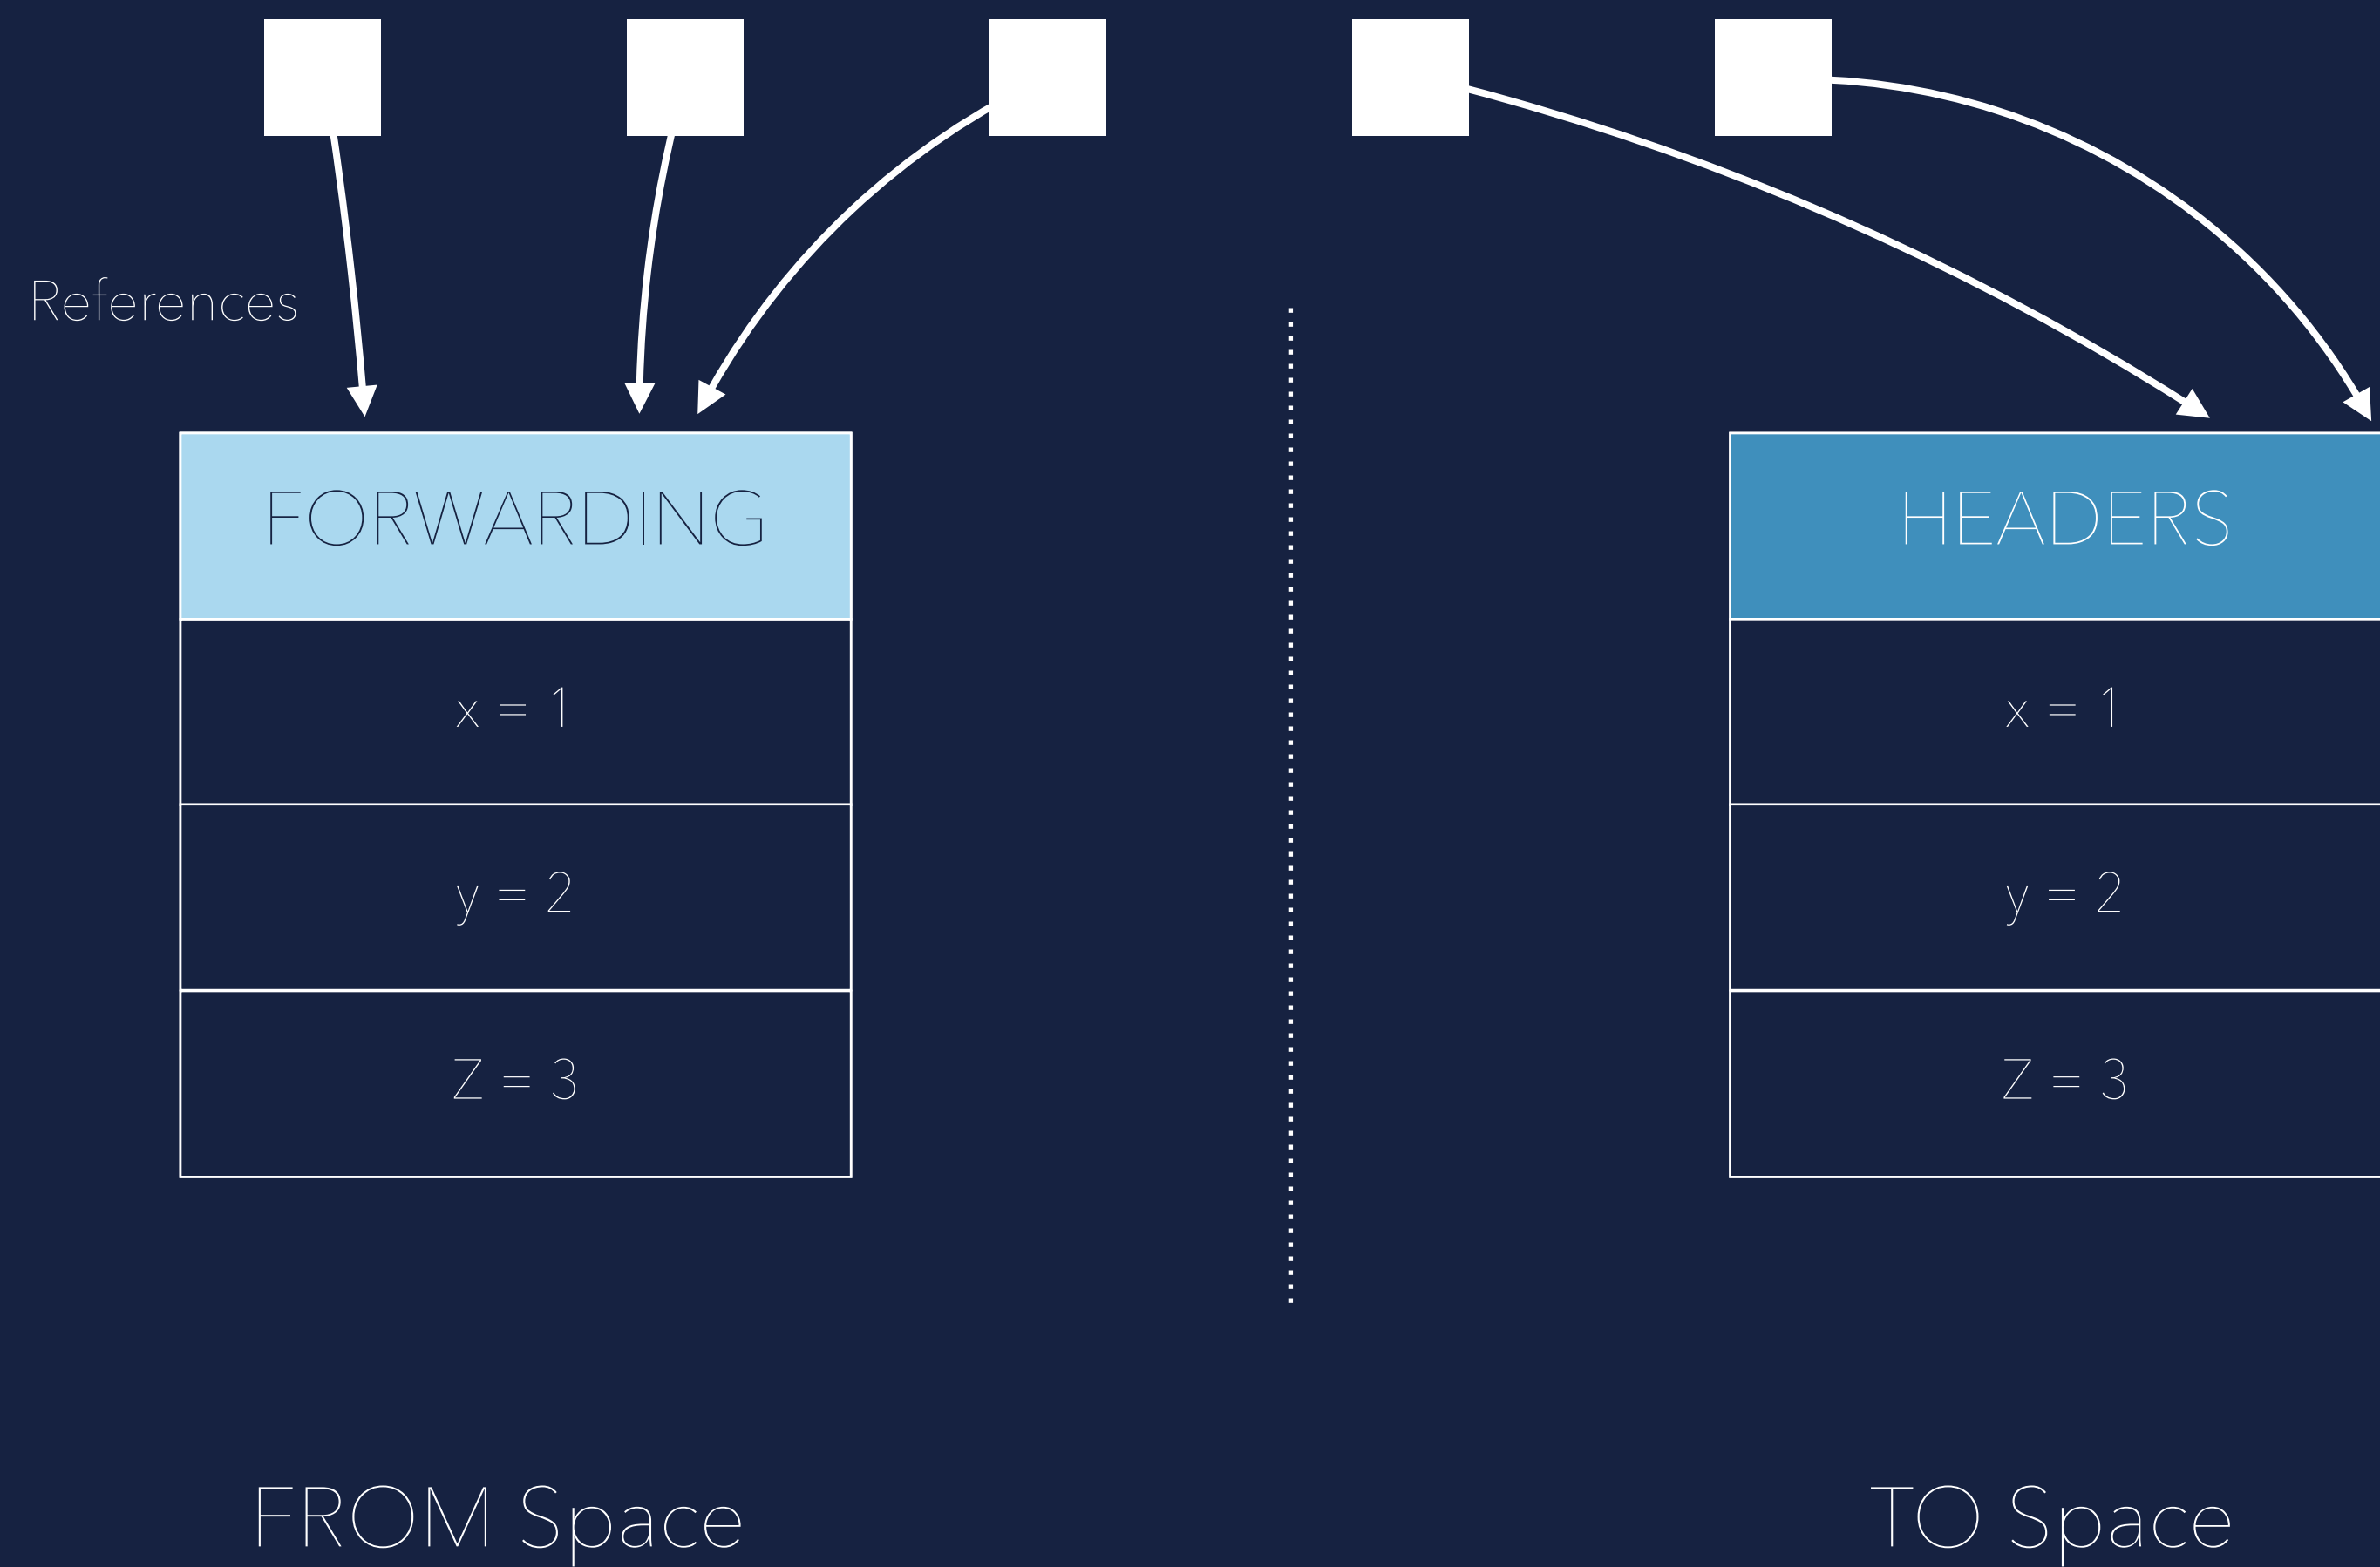 References
FORWARDING
x = 1
y = 2
Z = 3
FROM Space
HEADERS
x = 1
y = 2
Z = 3
TO Space